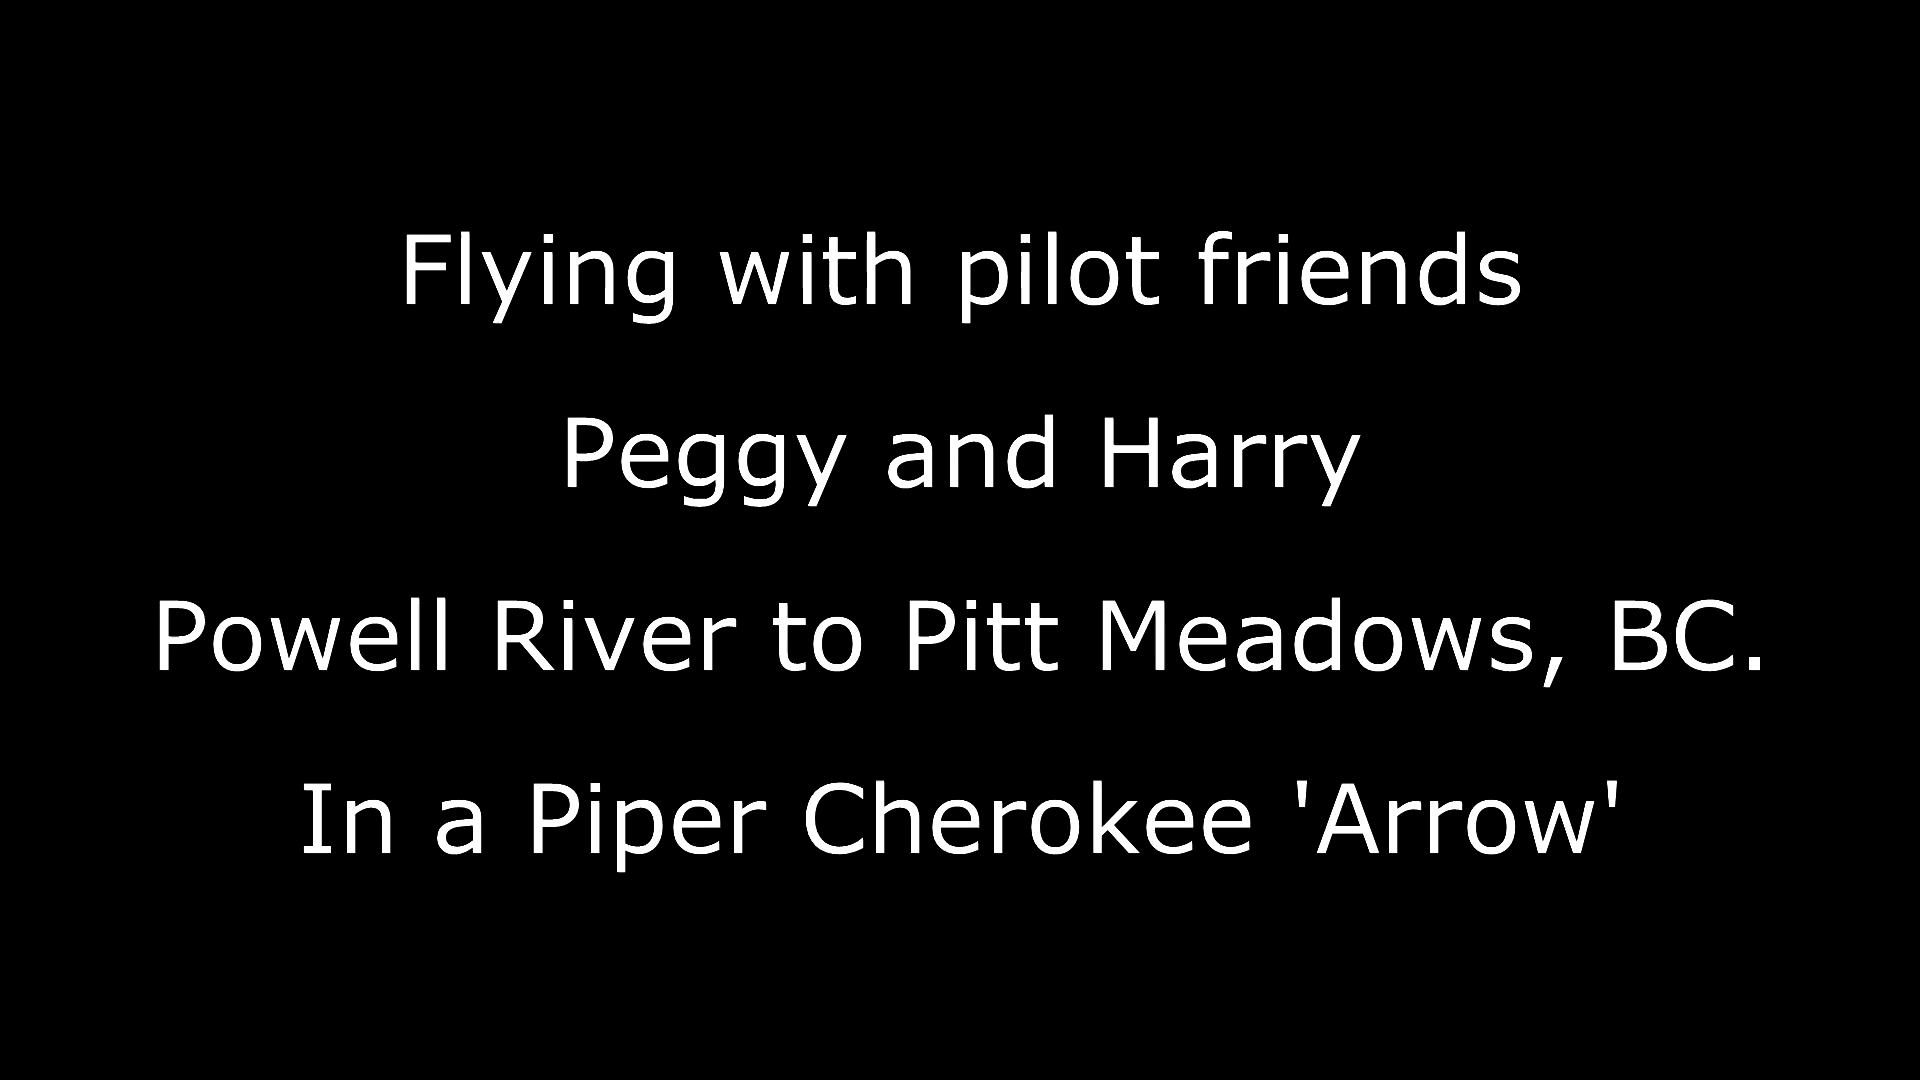 Flying with pilot friends
Peggy and Harry
Powell River to Pitt Meadows, BC.
In a Piper Cherokee 'Arrow'